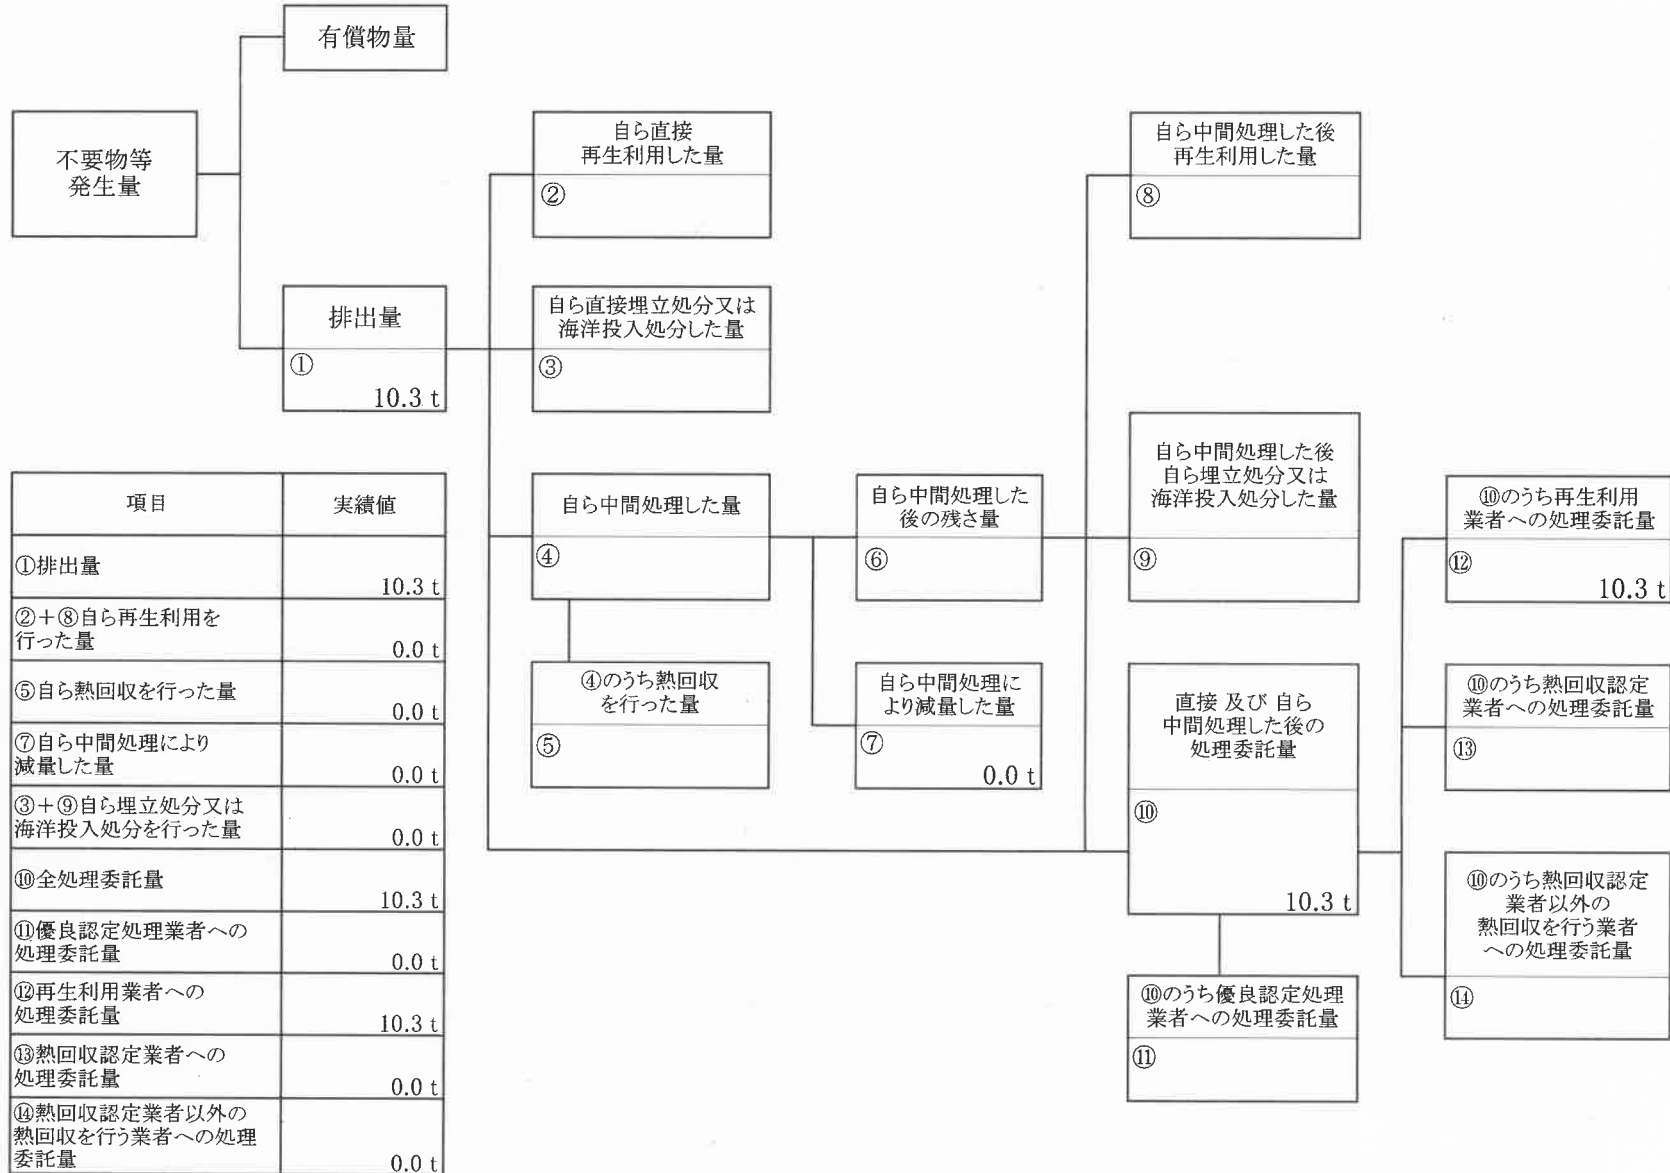 有償物量
不要物等
発生量
排出量
①
10.3 t
自ら直接
再生利用した量
②
自ら直接埋立処分又は
海洋投入処分した量
③
自ら中間処理した量
④
④のうち熱回収
を行った量
⑤
自ら中間処理した
後の残さ量
⑥
自ら中間処理に
より減量した量
⑦
0.0 t
自ら中間処理した後
再生利用した量
⑧
自ら中間処理した後
自ら埋立処分又は
海洋投入処分した量
⑨
直接 及び 自ら
中間処理した後の
処理委託量
⑩
10.3 t
⑩のうち優良認定処理
業者への処理委託量
⑪
⑩のうち再生利用
業者への処理委託量
⑫
10.3 t
⑩のうち熱回収認定
業者への処理委託量
⑬
⑩のうち熱回収認定
業者以外の
熱回収を行う業者
への処理委託量
⑭
項目 実績値
①排出量
10.3 t
②+⑧自ら再生利用を
行った量
0.0 t
⑤自ら熱回収を行った量
0.0 t
⑦自ら中間処理により
減量した量
0.0 t
③+⑨自ら埋立処分又は
海洋投入処分を行った量
0.0 t
⑩全処理委託量
10.3 t
⑪優良認定処理業者への
処理委託量
0.0 t
⑫再生利用業者への
処理委託量
10.3 t
⑬熱回収認定業者への
処理委託量
0.0 t
⑭熱回収認定業者以外の
熱回収を行う業者への処理
委託量
0.0 t